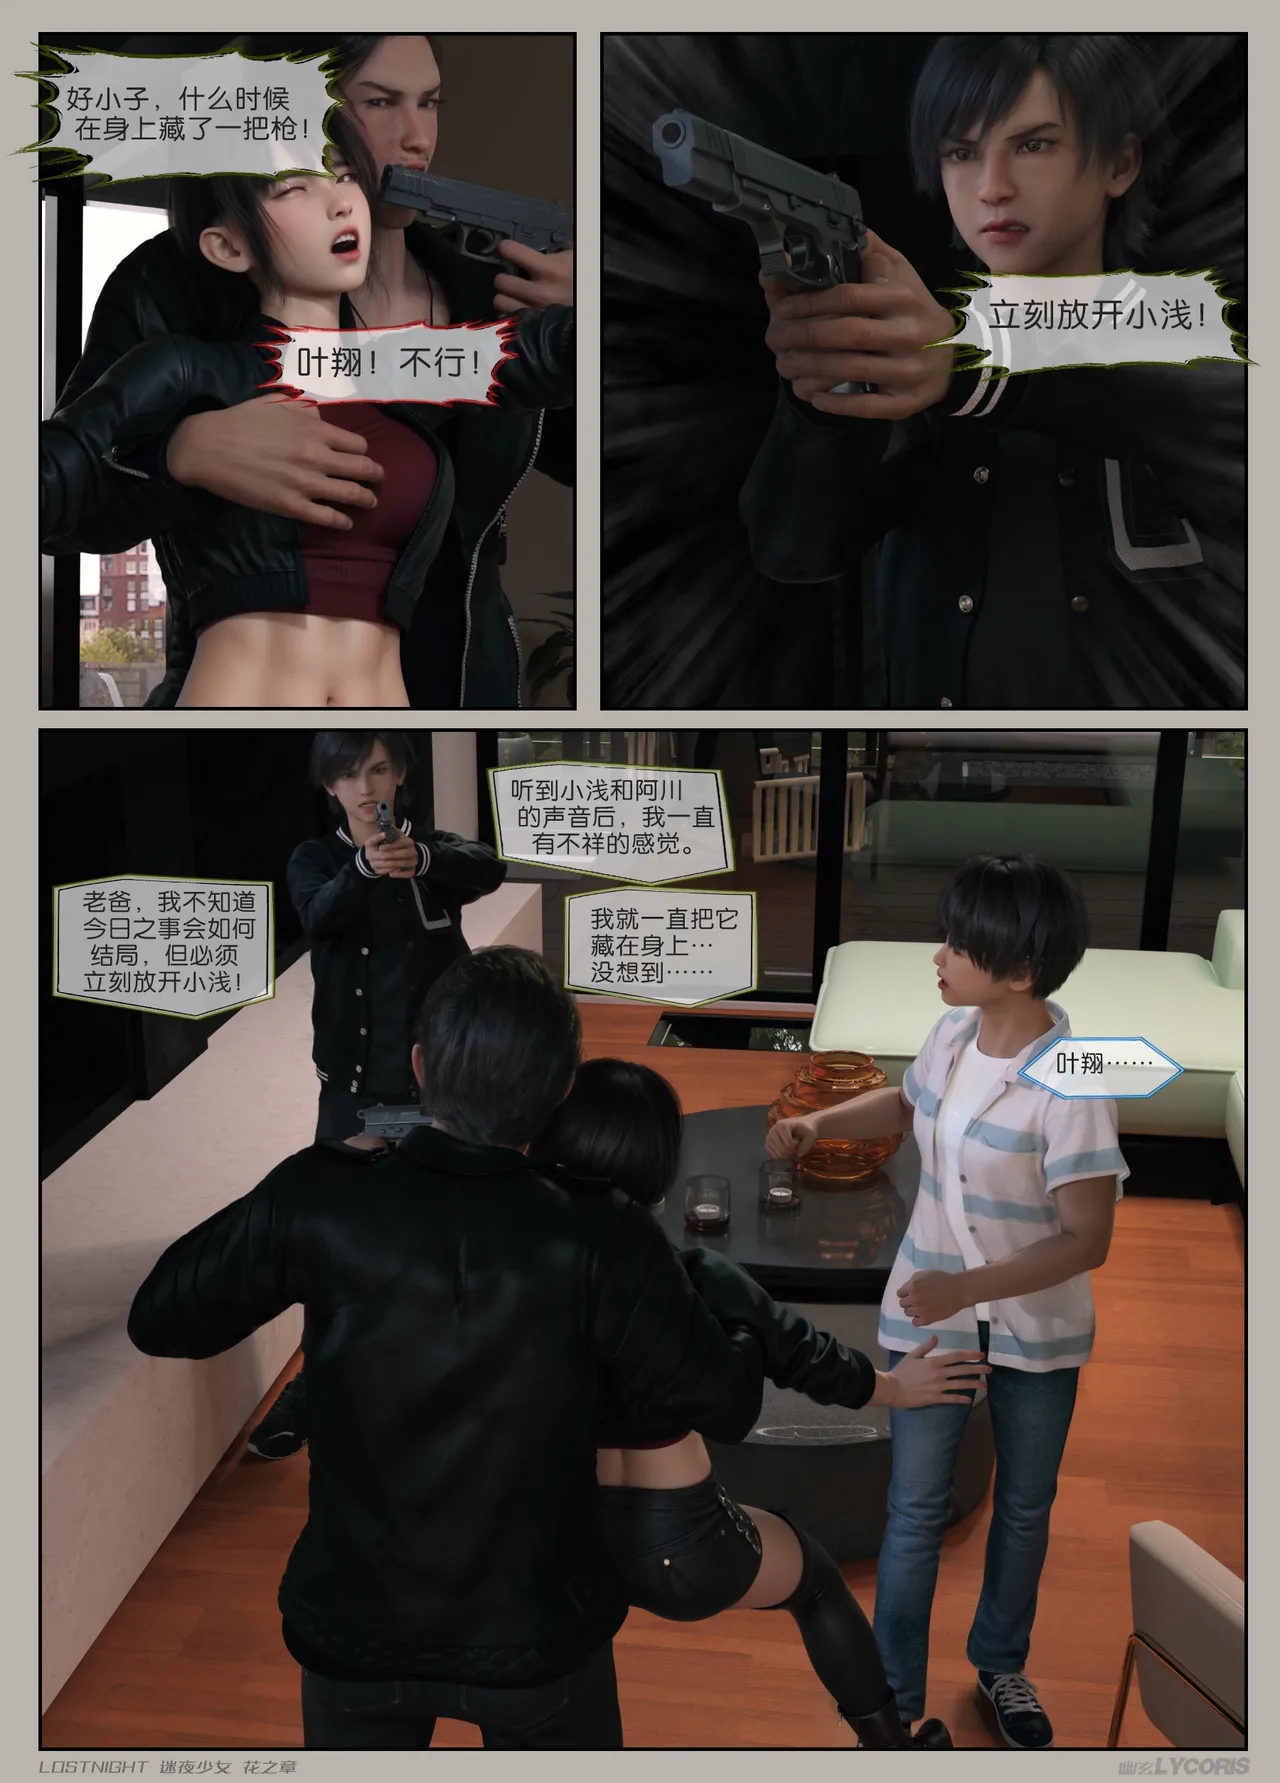 好小子，什么时候
在身上藏了一把枪！
叶翔！不行！
立刻放开小浅！
听到小浅和阿川
的声音后，我一直
有不祥的感觉。
老爸，我不知道
今日之事会如何
结局，但必须
立刻放开小浅！
我就一直把它
藏在身上…
没想到……
叶翔……
LOSTNIGHT 迷夜少女 花之章
幽玄LYCORIS